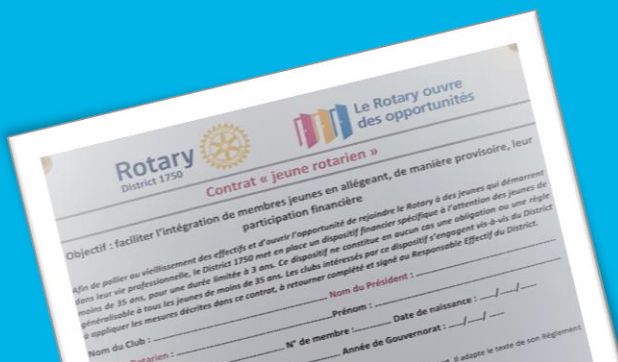 Rotary
District 1750
Le Rotary ouvre
des opportunités
Contrat « jeune rotarien »
Objectif : faciliter l'intégration de membres jeunes en allégeant, de manière provisoire, leur
participation financière
Afin de pallier au vieillissement des effectifs et d'ouvrir l'opportunité de rejoindre le Rotary à des jeunes qui démarrent
dans leur vie professionnelle, le District 1750 met en place un dispositif financier spécifique à l'attention des jeunes de
moins de 35 ans, pour une durée limitée à 3 ans. Ce dispositif ne constitue en aucun cas une obligation ou une règle
généralisable à tous les jeunes de moins de 35 ans. Les clubs intéressés par ce dispositif s'engagent vis-à-vis du District
à appliquer les mesures décrites dans ce contrat, à retourner complété et signé au Responsable Effectif du District.
Nom du Club : ........ Nom du Président : ........
Rotarien : ........ Prénom : ........
N° de membre : ........ Date de naissance : ...../...../.....
Année de Gouvernorat : ...../...../.....
Il adapte le texte de son Règlement